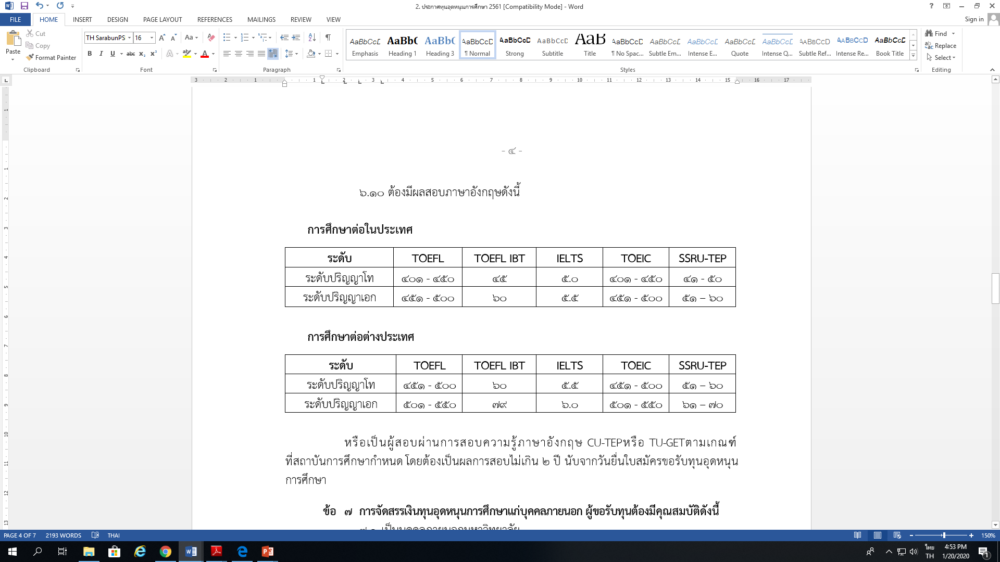 2. ประกาศทุนอุดหนุนการศึกษา 2561 [Compatibility Mode] - Word
FILE HOME INSERT DESIGN PAGE LAYOUT REFERENCES MAILINGS REVIEW VIEW Sign in
Paste Cut Copy Format Painter
TH SarabunPS 16
AaBbCcL AaBbC AaBbC AaBbCcD AaBbCcD AaBbCcD AaB AaBbCcD AaBbCcD AaBbCcD AaBbCcD AaBbCcD AaBbCcD AaBbCcD AaBbCcD
Emphasis Heading 1 Heading 3 ¶ Normal Strong Subtitle Title ¶ No Spac... Subtle Em... Intense E... Quote Intense Q... Subtle Ref... Intense Re... Book Title
Find Replace Select
Clipboard Font Paragraph Styles Editing
3 2 1 1 2 3 4 5 6 7 8 9 10 11 12 13 14 15 16 17
- ๔ -
๖.๑๐ ต้องมีผลสอบภาษาอังกฤษดังนี้
การศึกษาต่อในประเทศ
ระดับ TOEFL TOEFL IBT IELTS TOEIC SSRU-TEP
ระดับปริญญาโท ๔๐๑ - ๔๕๐ ๔๕ ๕.๐ ๔๐๑ - ๔๕๐ ๔๑ - ๕๐
ระดับปริญญาเอก ๔๕๑ - ๕๐๐ ๖๐ ๕.๕ ๔๕๑ - ๕๐๐ ๕๑ – ๖๐
การศึกษาต่อต่างประเทศ
ระดับ TOEFL TOEFL IBT IELTS TOEIC SSRU-TEP
ระดับปริญญาโท ๔๕๑ - ๕๐๐ ๖๐ ๕.๕ ๔๕๑ - ๕๐๐ ๕๑ – ๖๐
ระดับปริญญาเอก ๕๐๑ - ๕๕๐ ๗๙ ๖.๐ ๕๐๑ - ๕๕๐ ๖๑ – ๗๐
หรือเป็นผู้สอบผ่านการสอบความรู้ภาษาอังกฤษ CU-TEPหรือ TU-GETตามเกณฑ์
ที่สถาบันการศึกษากำหนด โดยต้องเป็นผลการสอบไม่เกิน ๒ ปี นับจากวันยื่นใบสมัครขอรับทุนอุดหนุน
การศึกษา
ข้อ ๗ การจัดสรรเงินทุนอุดหนุนการศึกษาแก่บุคคลภายนอก ผู้ขอรับทุนต้องมีคุณสมบัติดังนี้
PAGE 4 OF 7 2193 WORDS THAI 150%
ไทย 4:53 PM
TH 1/20/2020 1